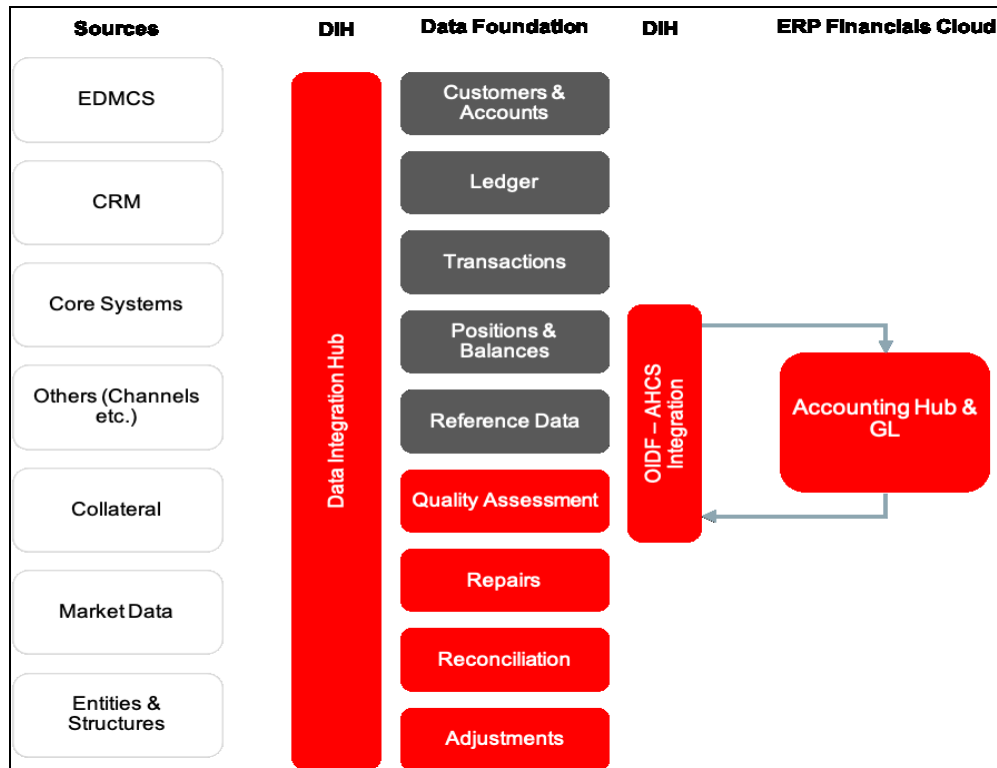 Sources
DIH
Data Foundation
DIH
ERP Financials Cloud
EDMCS
CRM
Core Systems
Others (Channels
etc.)
Collateral
Market Data
Entities &
Structures
Data Integration Hub
Customers &
Accounts
Ledger
Transactions
Positions &
Balances
Reference Data
Quality Assessment
Repairs
Reconciliation
Adjustments
OIDF – AHCS
Integration
Accounting Hub &
GL